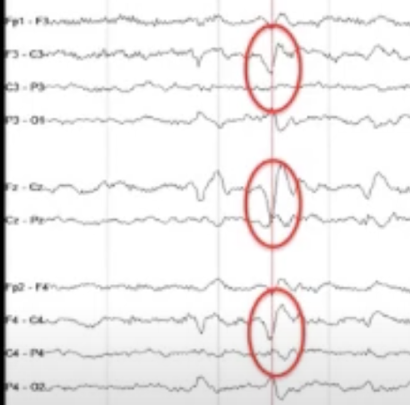 Fp1 - F3
F3 - C3
C3 - P3
P3 - O1
Fz - Cz
Cz - Pz
Fp2 - F4
F4 - C4
C4 - P4
P4 - O2